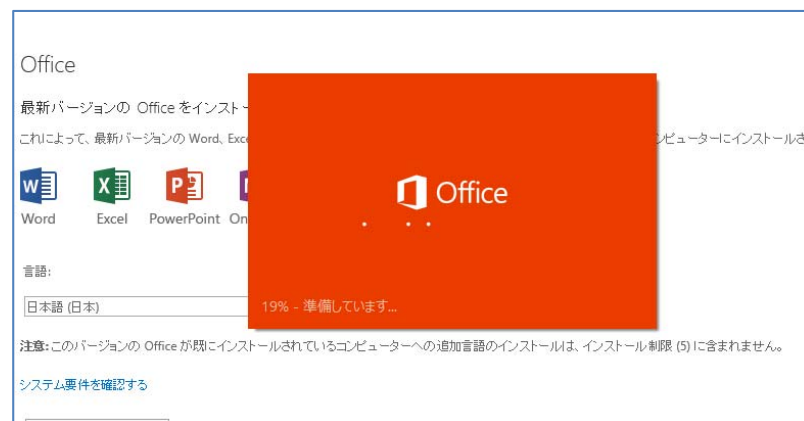 Office
最新バージョンの Office をインストー
これによって、最新バージョンの Word、Exc
ンピューターにインストールさ
Office
Word Excel PowerPoint On
言語:
日本語 (日本)
19% - 準備しています...
注意:このバージョンの Office が既にインストールされているコンピューターへの追加言語のインストールは、インストール制限 (5) に含まれません。
システム要件を確認する